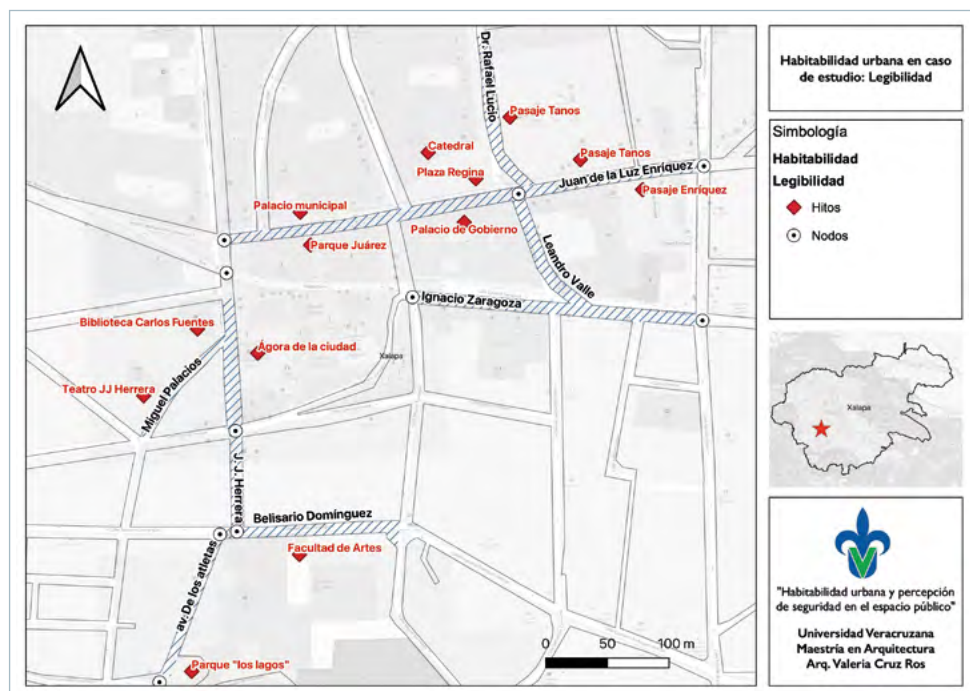 Dr. Rafael Lucio
Pasaje Tanos
Catedral
Pasaje Tanos
Plaza Regina
Juan de la Luz Enríquez
Pasaje Enríquez
Palacio municipal
Palacio de Gobierno
Parque Juárez
Leandro Valle
Ignacio Zaragoza
Biblioteca Carlos Fuentes
Ágora de la ciudad
Xalapa
Miguel Palacios
Teatro JJ Herrera
J. J. Herrera
Belisario Domínguez
Facultad de Artes
av. De los atletas
Parque "los lagos"
0 50 100 m
Habitabilidad urbana en caso
de estudio: Legibilidad
Simbología
Habitabilidad
Legibilidad
Hitos
Nodos
Xalapa
"Habitabilidad urbana y percepción
de seguridad en el espacio público"
Universidad Veracruzana
Maestría en Arquitectura
Arq. Valeria Cruz Ros